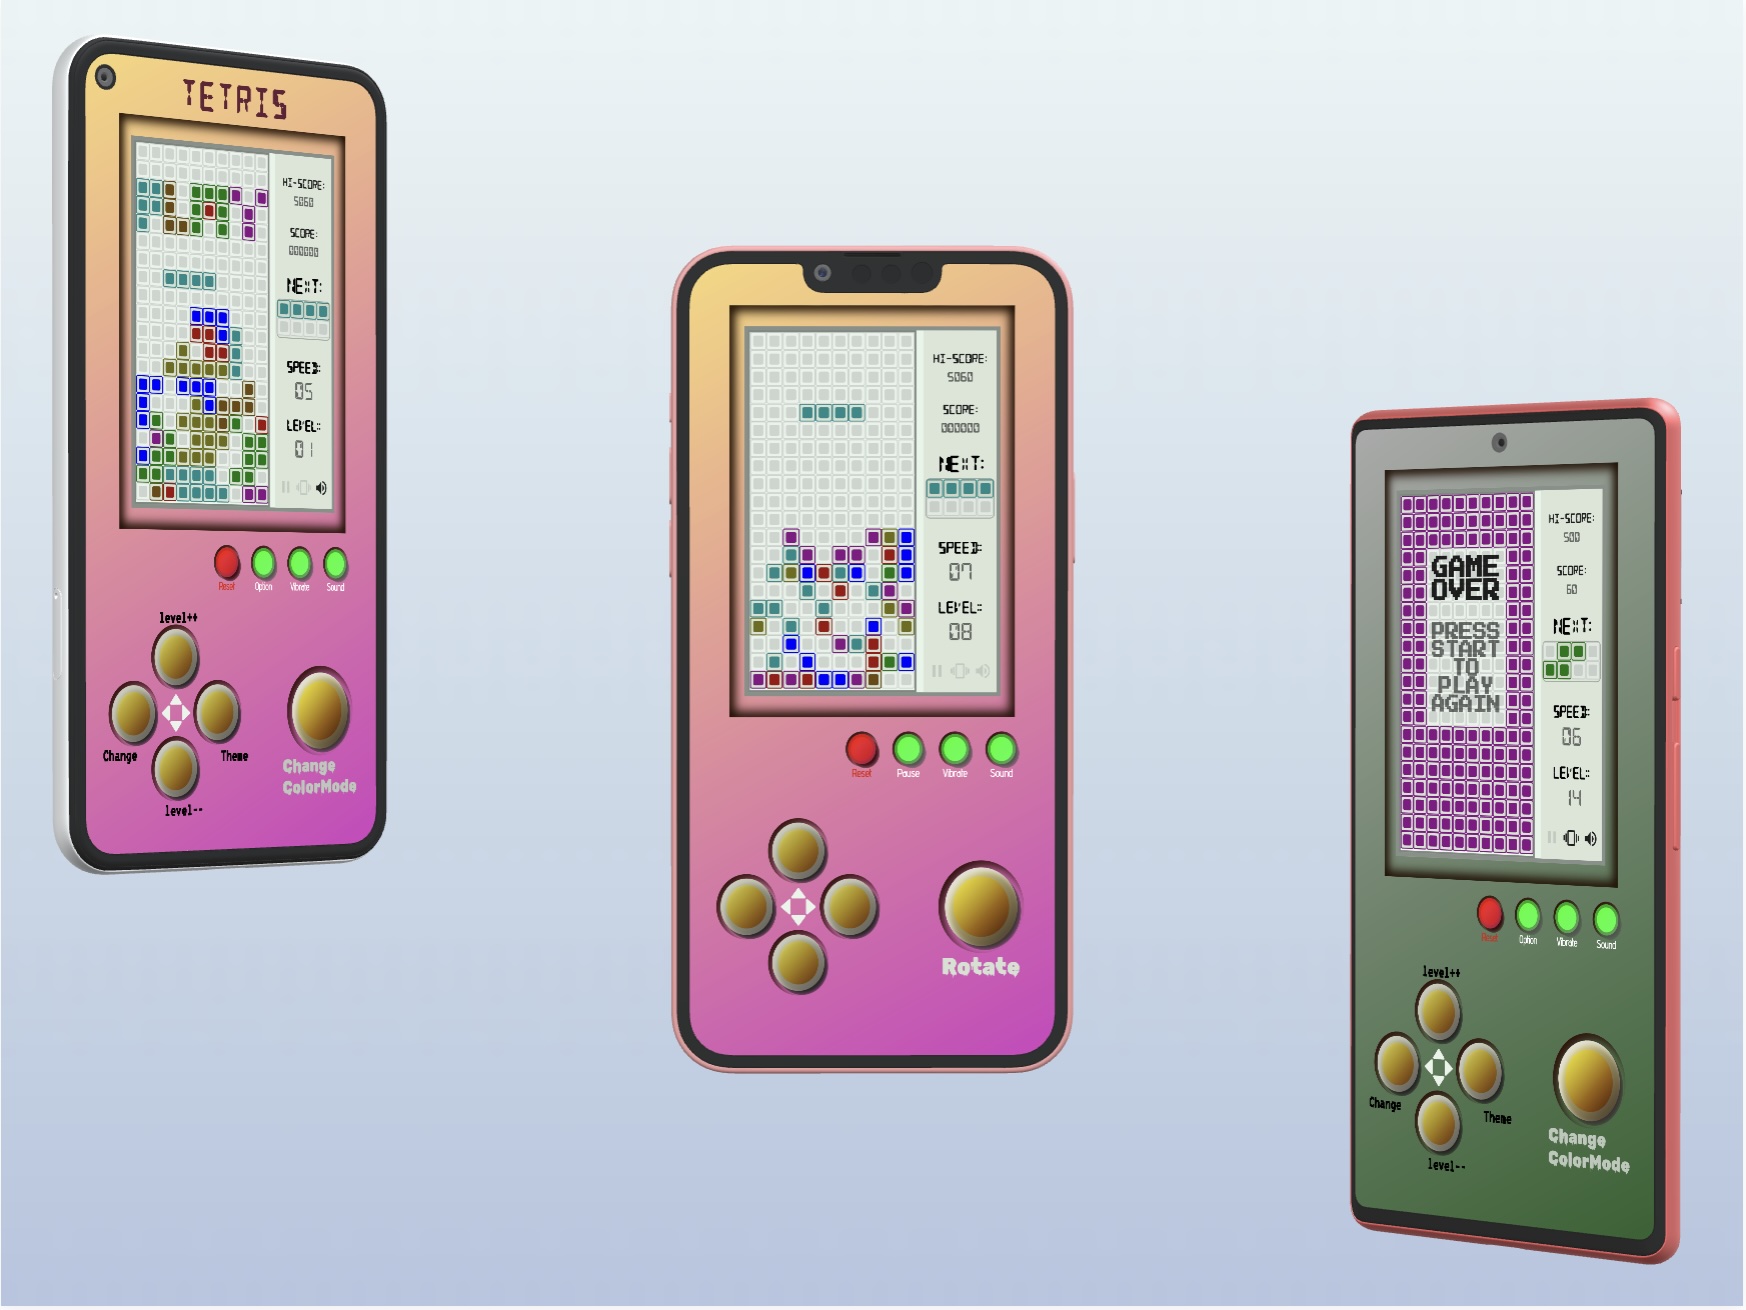 TETRIS
HI-SCORE:
5060
SCORE:
000000
NEXT:
SPEED:
05
LEVEL:
01
Reset
Option
Vibrate
Sound
level++
Change
Theme
level--
Change
ColorMode
HI-SCORE:
5060
SCORE:
000000
NEXT:
SPEED:
07
LEVEL:
08
Reset
Pause
Vibrate
Sound
Rotate
GAME
OVER
PRESS
START
TO
PLAY
AGAIN
HI-SCORE:
500
SCORE:
60
NEXT:
SPEED:
06
LEVEL:
14
Reset
Option
Vibrate
Sound
level++
Change
Theme
level--
Change
ColorMode